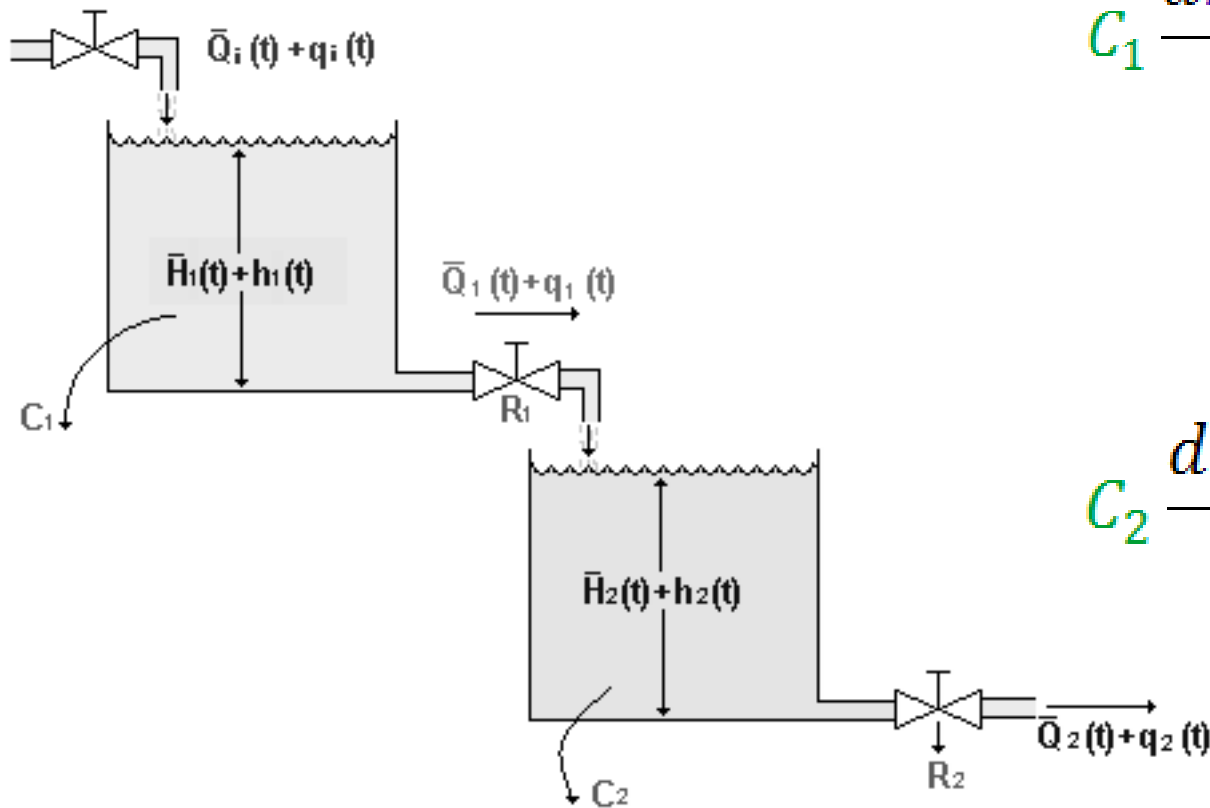 Q̄ᵢ (t) + qᵢ (t)
C₁
H̄₁(t) + h₁(t)
Q̄₁ (t) + q₁ (t)
C₁
R₁
d
C₂
H̄₂(t) + h₂(t)
Q̄₂(t) + q₂(t)
R₂
C₂